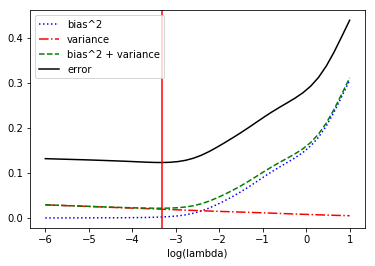 bias^2
variance
bias^2 + variance
error
0.4
0.3
0.2
0.1
0.0
−6 −5 −4 −3 −2 −1 0 1
log(lambda)